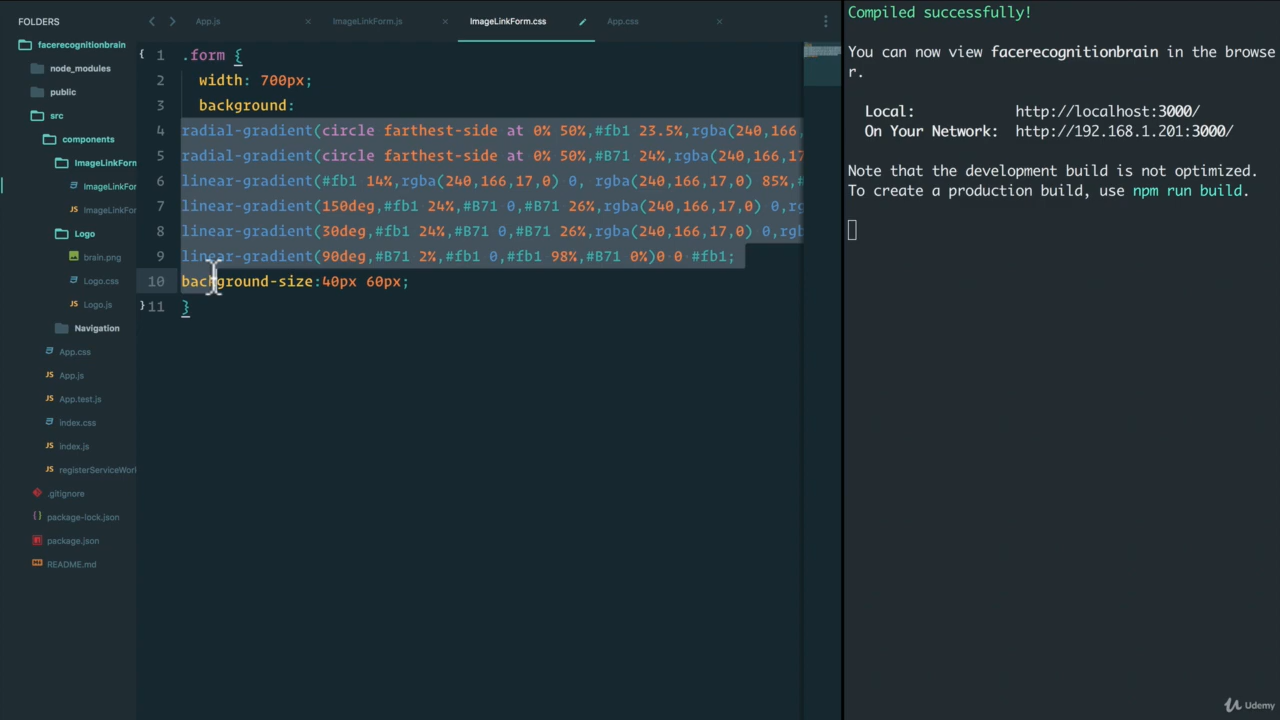 FOLDERS
facerecognitionbrain
node_modules
public
src
components
ImageLinkForm
ImageLinkFor
ImageLinkFor
Logo
brain.png
Logo.css
Logo.js
Navigation
App.css
App.js
App.test.js
index.css
index.js
registerServiceWork
.gitignore
package-lock.json
package.json
README.md
App.js
ImageLinkForm.js
ImageLinkForm.css
App.css
1 .form {
2 width: 700px;
3 background:
4 radial-gradient(circle farthest-side at 0% 50%,#fb1 23.5%,rgba(240,166,
5 radial-gradient(circle farthest-side at 0% 50%,#B71 24%,rgba(240,166,17
6 linear-gradient(#fb1 14%,rgba(240,166,17,0) 0, rgba(240,166,17,0) 85%,#
7 linear-gradient(150deg,#fb1 24%,#B71 0,#B71 26%,rgba(240,166,17,0) 0,rg
8 linear-gradient(30deg,#fb1 24%,#B71 0,#B71 26%,rgba(240,166,17,0) 0,rgb
9 linear-gradient(90deg,#B71 2%,#fb1 0,#fb1 98%,#B71 0%)0 0 #fb1;
10 background-size:40px 60px;
11 }
Compiled successfully!
You can now view facerecognitionbrain in the browse
r.
Local: http://localhost:3000/
On Your Network: http://192.168.1.201:3000/
Note that the development build is not optimized.
To create a production build, use npm run build.
Udemy